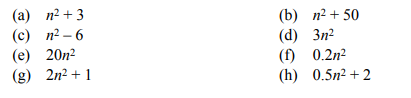 (a) n² + 3 (b) n² + 50
(c) n² – 6 (d) 3n²
(e) 20n² (f) 0.2n²
(g) 2n² + 1 (h) 0.5n² + 2